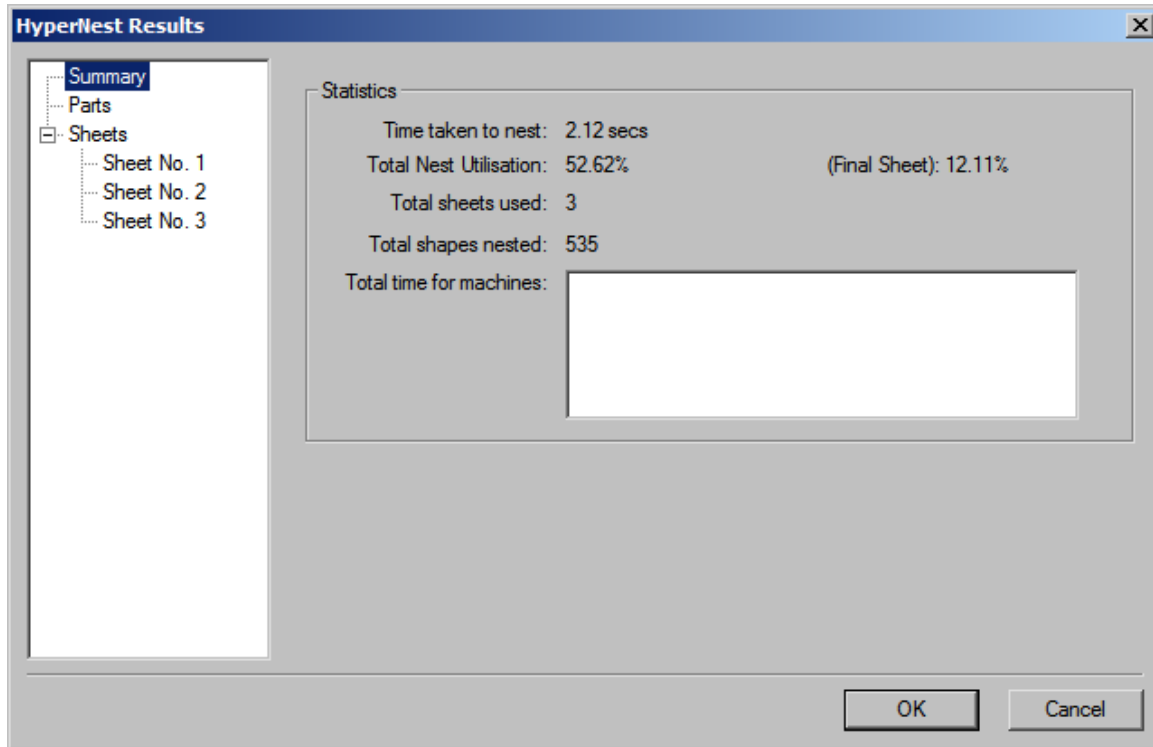 HyperNest Results
Summary
Parts
Sheets
Sheet No. 1
Sheet No. 2
Sheet No. 3
Statistics
Time taken to nest: 2.12 secs
Total Nest Utilisation: 52.62% (Final Sheet): 12.11%
Total sheets used: 3
Total shapes nested: 535
Total time for machines:
OK Cancel